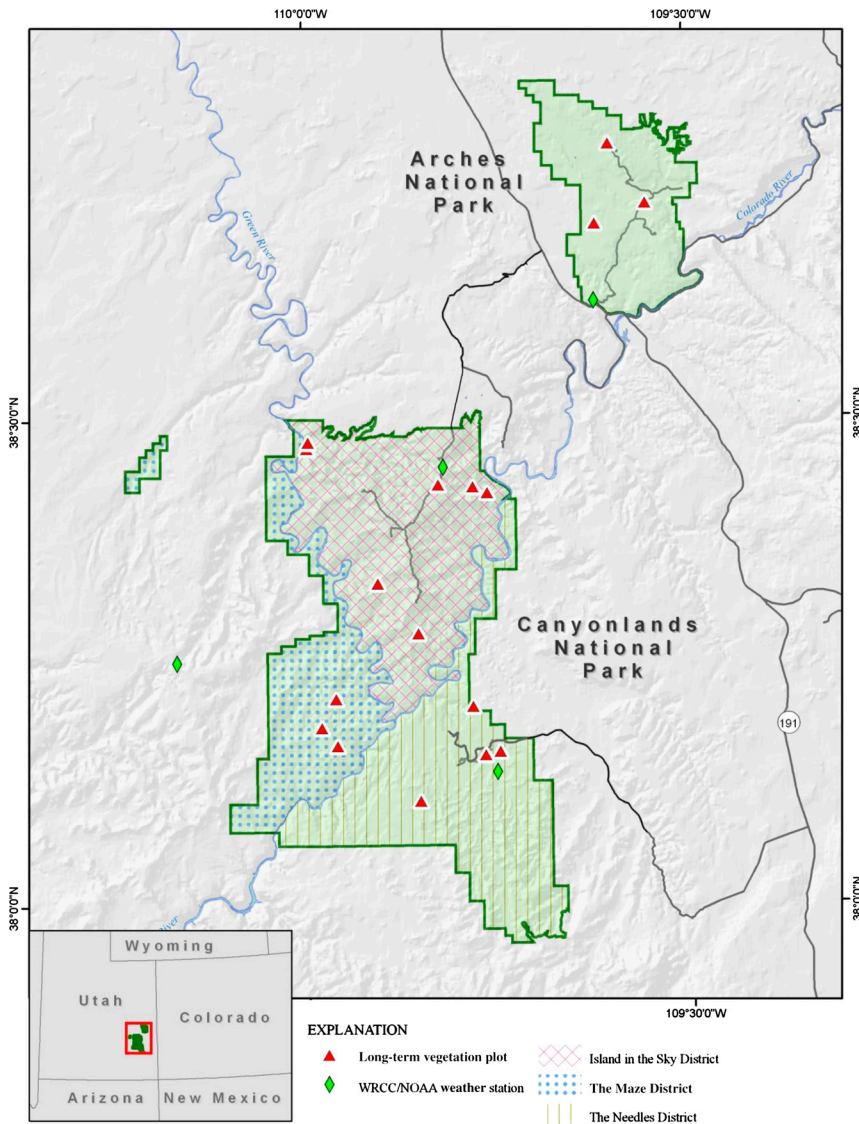 110°0'0"W
109°30'0"W
Arches
National
Park
Colorado River
Green River
38°30'0"N
38°30'0"N
Canyonlands
National
Park
191
38°0'0"N
38°0'0"N
River
Wyoming
Utah
Colorado
Arizona
New Mexico
109°30'0"W
EXPLANATION
Long-term vegetation plot
WRCC/NOAA weather station
Island in the Sky District
The Maze District
The Needles District